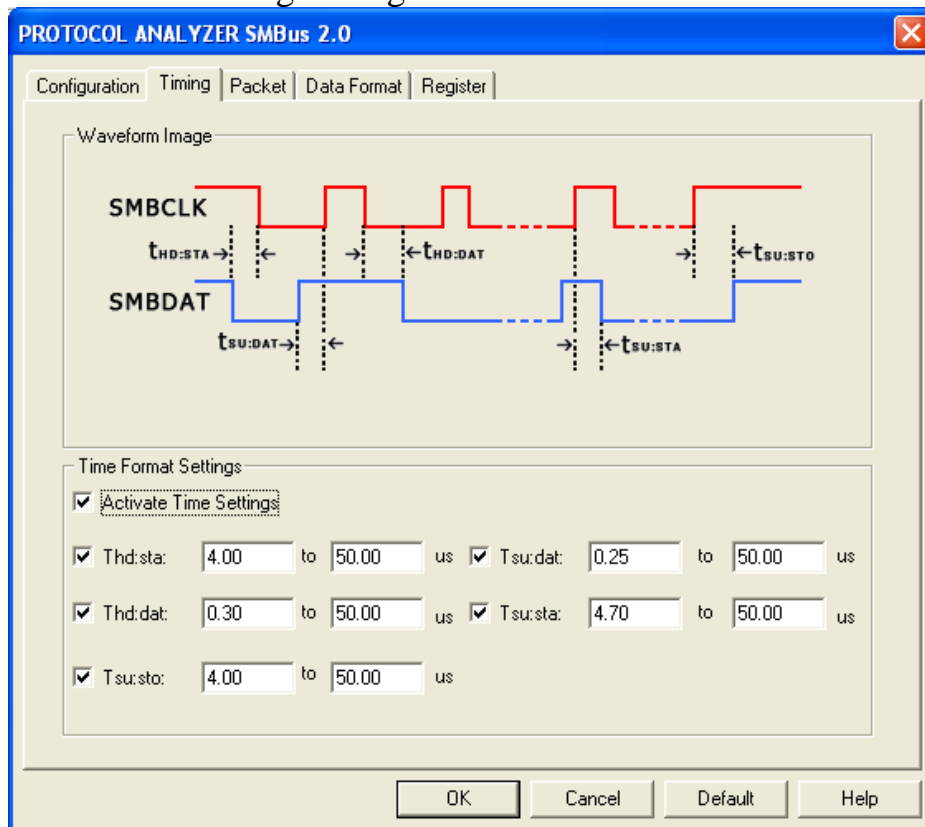 PROTOCOL ANALYZER SMBus 2.0
Configuration Timing Packet Data Format Register
Waveform Image
SMBCLK
tHD:STA tHD:DAT tSU:STO
SMBDAT
tSU:DAT tSU:STA
Time Format Settings
Activate Time Settings
Thd:sta: 4.00 to 50.00 us Tsu:dat: 0.25 to 50.00 us
Thd:dat: 0.30 to 50.00 us Tsu:sta: 4.70 to 50.00 us
Tsu:sto: 4.00 to 50.00 us
OK Cancel Default Help